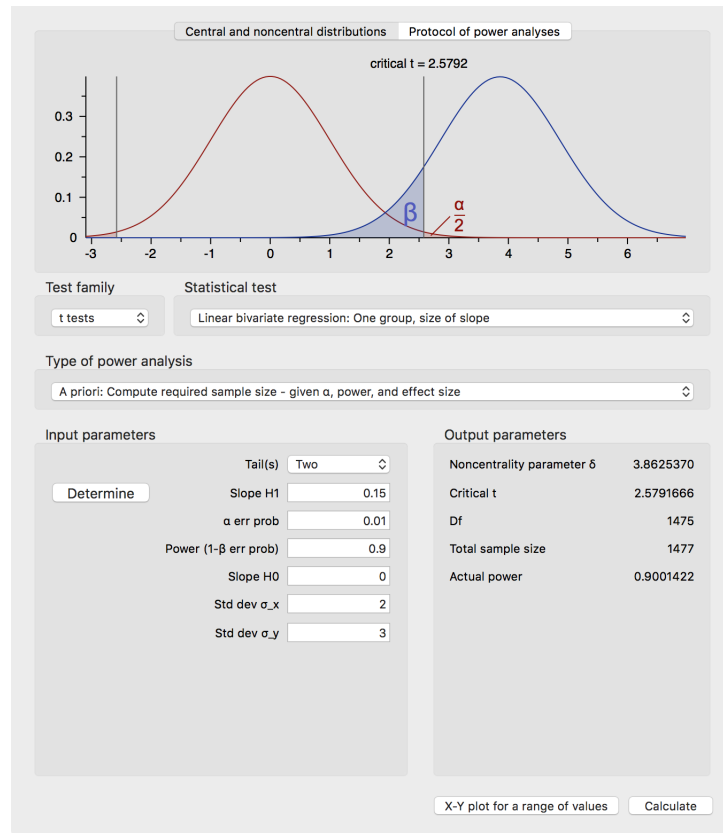 Central and noncentral distributions Protocol of power analyses
critical t = 2.5792
0.3
0.2
0.1
0
β
α
2
-3 -2 -1 0 1 2 3 4 5 6
Test family Statistical test
t tests Linear bivariate regression: One group, size of slope
Type of power analysis
A priori: Compute required sample size - given α, power, and effect size
Input parameters Output parameters
Tail(s) Two Noncentrality parameter δ 3.8625370
Determine Slope H1 0.15 Critical t 2.5791666
α err prob 0.01 Df 1475
Power (1-β err prob) 0.9 Total sample size 1477
Slope H0 0 Actual power 0.9001422
Std dev σ_x 2
Std dev σ_y 3
X-Y plot for a range of values Calculate